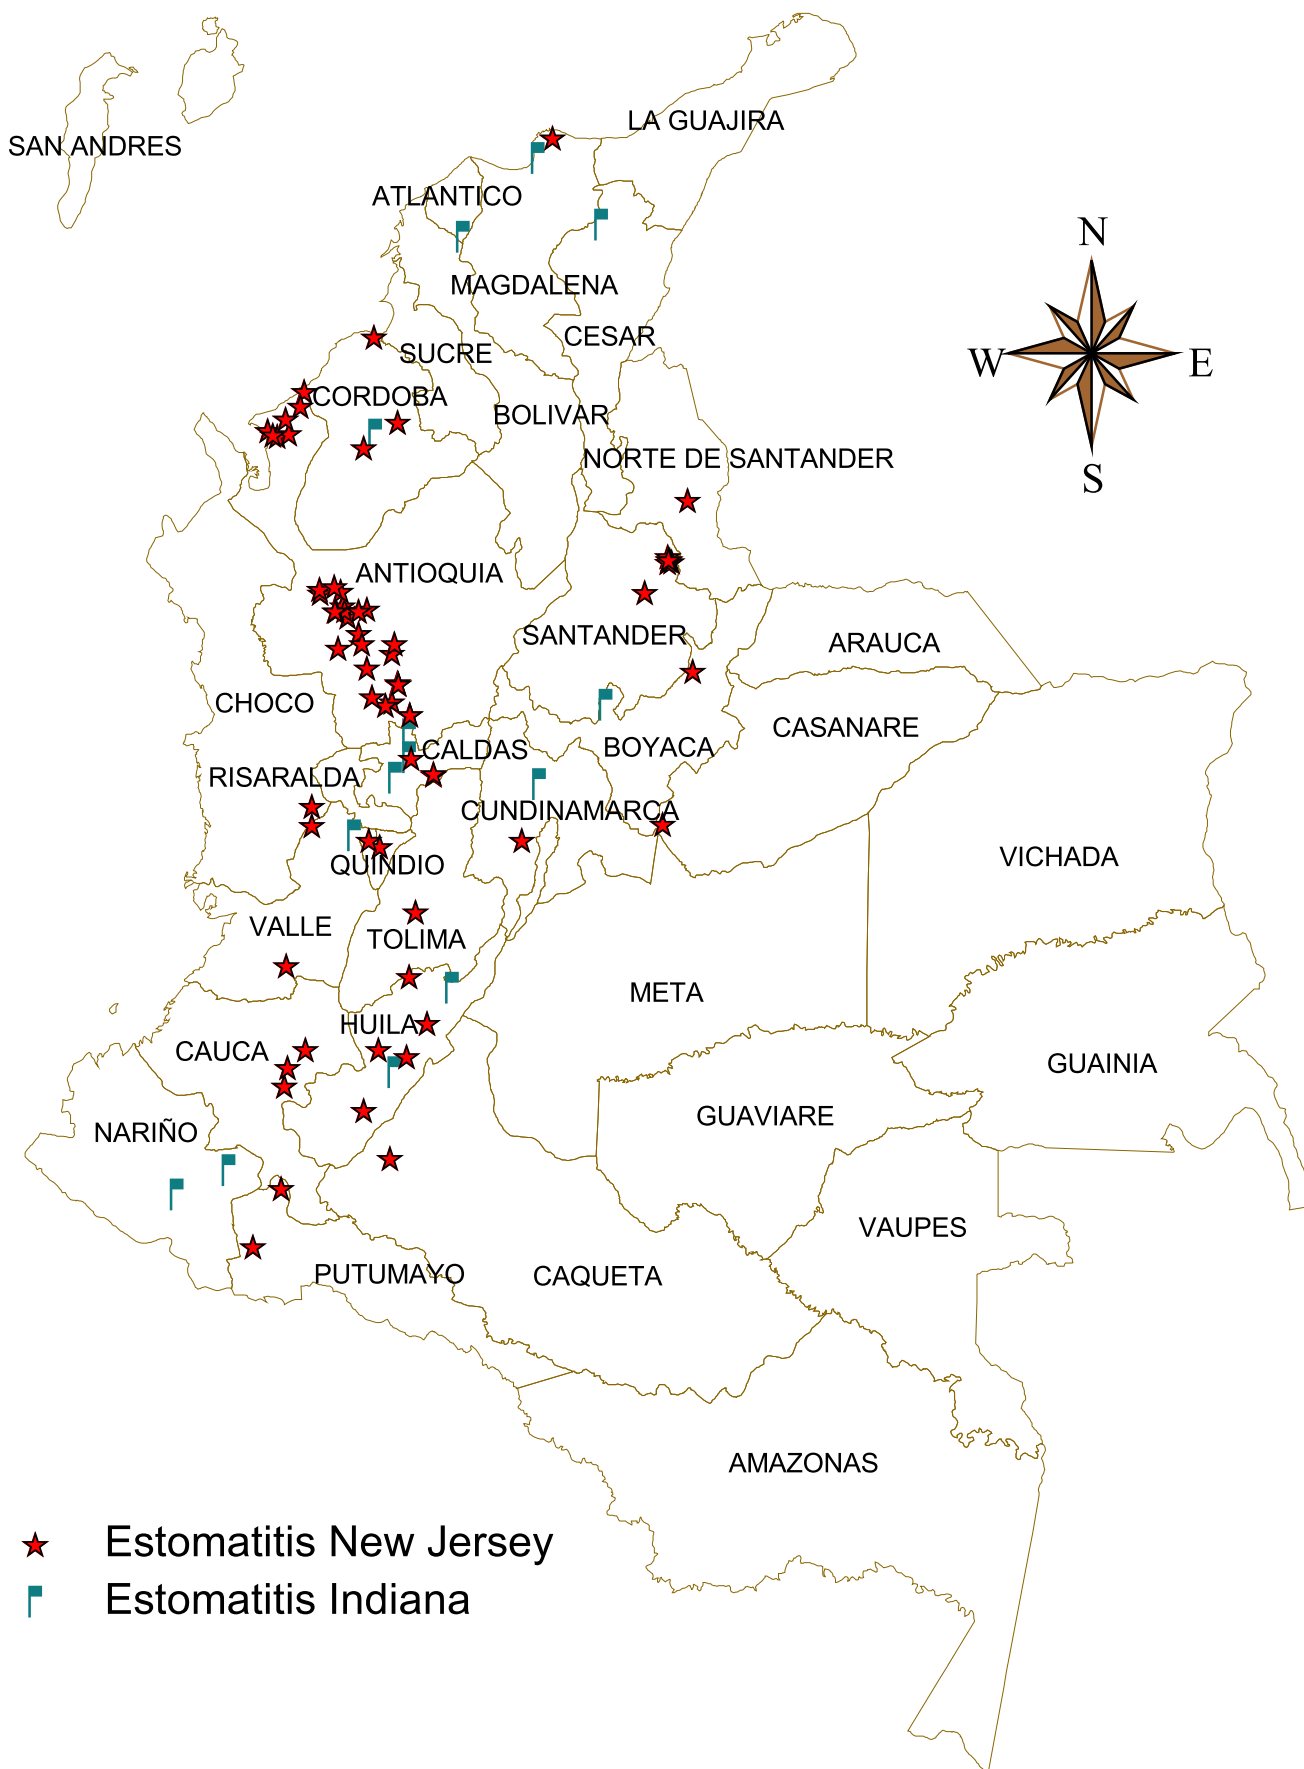 LA GUAJIRA
SAN ANDRES
ATLANTICO
N
MAGDALENA
CESAR
SUCRE
W
E
CORDOBA
BOLIVAR
NORTE DE SANTANDER
S
ANTIOQUIA
SANTANDER
ARAUCA
CHOCO
CASANARE
BOYACA
CALDAS
RISARALDA
CUNDINAMARCA
VICHADA
QUINDIO
VALLE
TOLIMA
META
HUILA
CAUCA
GUAINIA
GUAVIARE
NARIÑO
VAUPES
PUTUMAYO
CAQUETA
AMAZONAS
Estomatitis New Jersey
Estomatitis Indiana